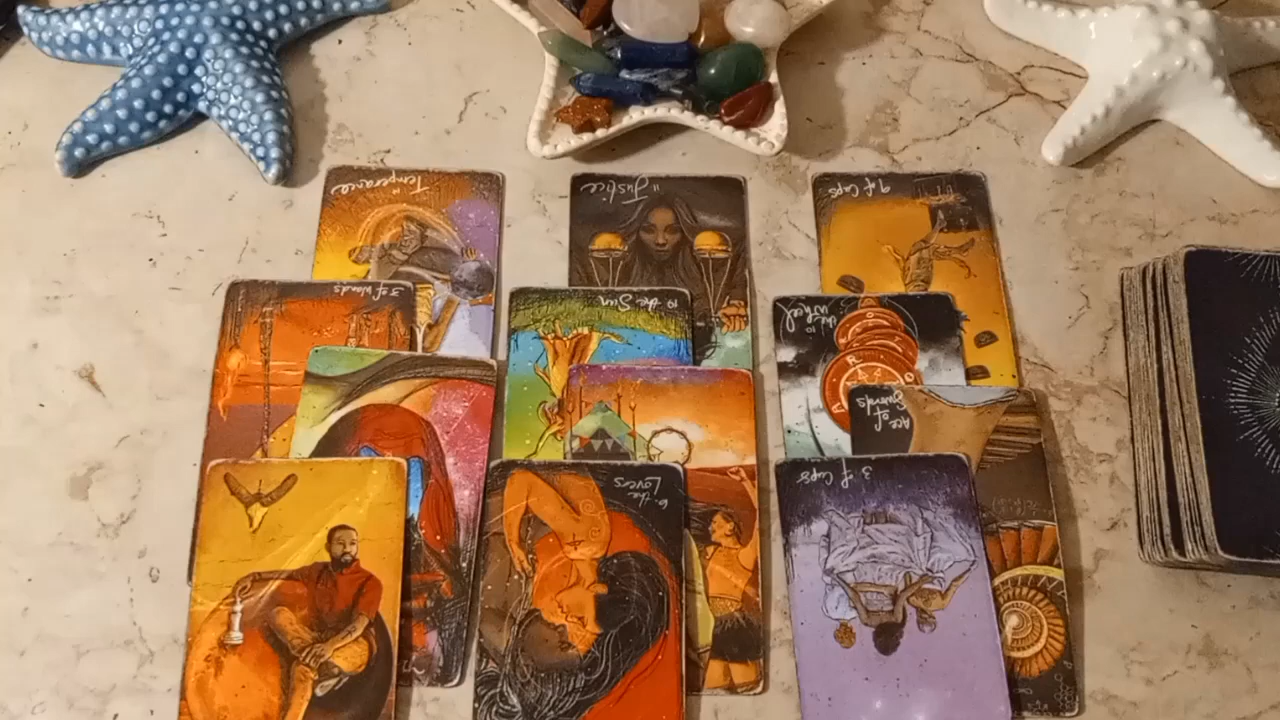 " Temperance
" Justice
9 of Cups
3 of wands
19 the Sun
the 10
wheel
Ace of
Swords
6. the
Lovers
3 of Cups